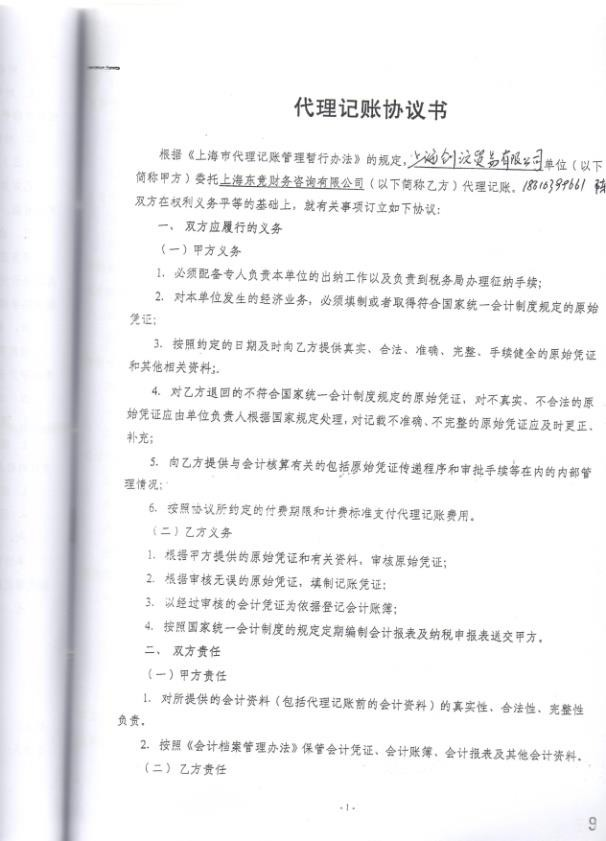 代理记账协议书
根据《上海市代理记账管理暂行办法》的规定，上海创 贸易有限公司单位（以下
简称甲方）委托上海东竞财务咨询有限公司（以下简称乙方）代理记账。
双方在权利义务平等的基础上，就有关事项订立如下协议：
一、 双方应履行的义务
（一）甲方义务
1. 必须配备专人负责本单位的出纳工作以及负责到税务局办理征纳手续；
2. 对本单位发生的经济业务，必须填制或者取得符合国家统一会计制度规定的原始
凭证；
3. 按照约定的日期及时向乙方提供真实、合法、准确、完整、手续健全的原始凭证
和其他相关资料；.
4. 对乙方退回的不符合国家统一会计制度规定的原始凭证，对不真实、不合法的原
始凭证应由单位负责人根据国家规定处理，对记载不准确、不完整的原始凭证应及时更正、
补充；
5. 向乙方提供与会计核算有关的包括原始凭证传递程序和审批手续等在内的内部管
理情况；
6. 按照协议所约定的付费期限和计费标准支付代理记账费用。
（二）乙方义务
1. 根据甲方提供的原始凭证和有关资料，审核原始凭证；
2. 根据审核无误的原始凭证，填制记账凭证；
3. 以经过审核的会计凭证为依据登记会计账簿；
4. 按照国家统一会计制度的规定定期编制会计报表及纳税申报表送交甲方。
二、 双方责任
（一）甲方责任
1. 对所提供的会计资料（包括代理记账前的会计资料）的真实性、合法性、完整性
负责。
2. 按照《会计档案管理办法》保管会计凭证、会计账簿、会计报表及其他会计资料。
（二）乙方责任
- 1 -
9